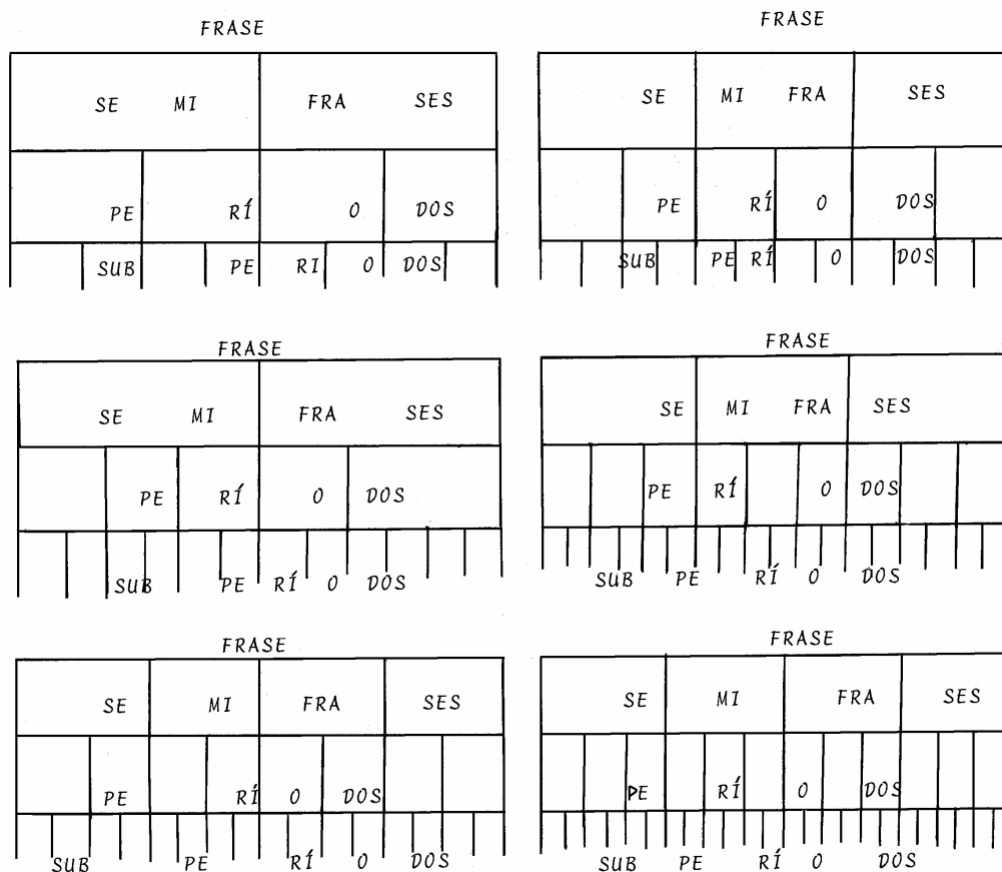 FRASE
SE MI FRA SES
PE RÍ O DOS
SUB PE RI O DOS
FRASE
SE MI FRA SES
PE RÍ O DOS
SUB PE RÍ O DOS
FRASE
SE MI FRA SES
PE RÍ O DOS
SUB PE RÍ O DOS
FRASE
SE MI FRA SES
PE RÍ O DOS
SUB PE RÍ O DOS
FRASE
SE MI FRA SES
PE RÍ O DOS
SUB PE RÍ O DOS
FRASE
SE MI FRA SES
PE RÍ O DOS
SUB PE RÍ O DOS